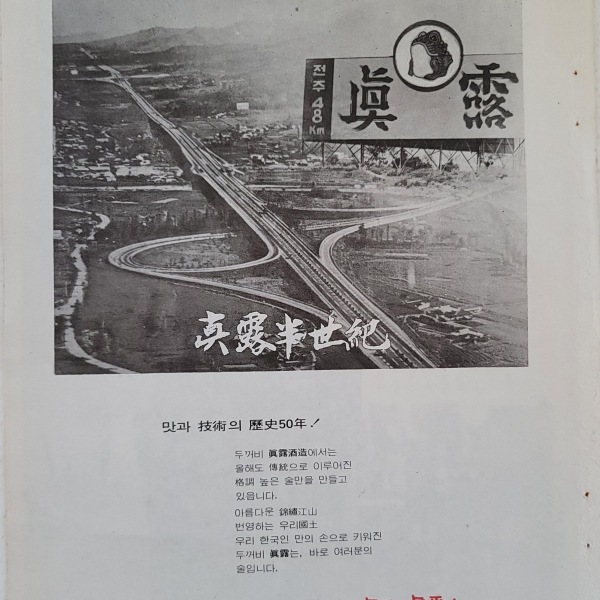 전주 48Km
眞露
眞露半世紀
맛과 技術의 歷史50年!
두꺼비 眞露酒造에서는
올해도 傳統으로 이루어진
格調 높은 술만을 만들고
있읍니다.
아름다운 錦繡江山
번영하는 우리國土
우리 한국인 만의 손으로 키워진
두꺼비 眞露는, 바로 여러분의
술입니다.